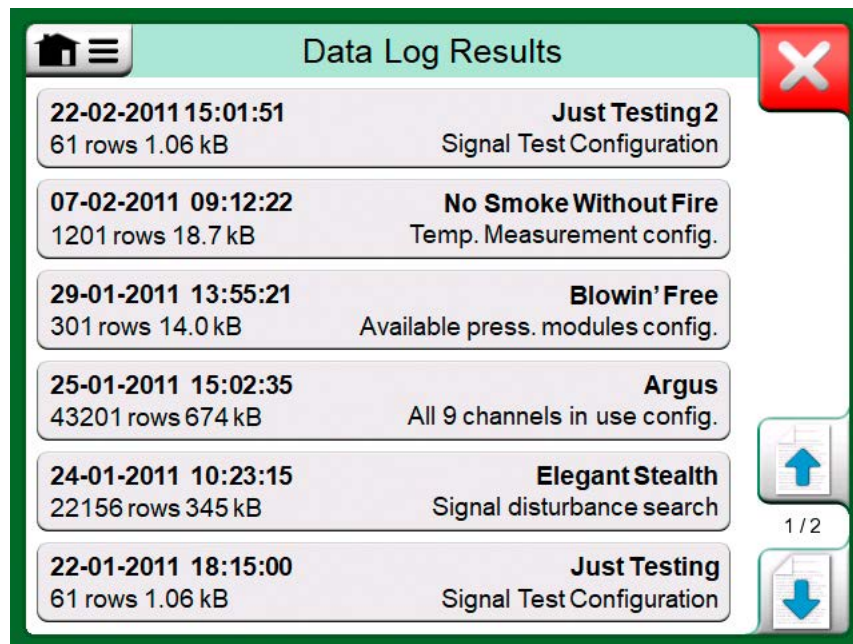 Data Log Results
22-02-2011 15:01:51 Just Testing 2
61 rows 1.06 kB Signal Test Configuration
07-02-2011 09:12:22 No Smoke Without Fire
1201 rows 18.7 kB Temp. Measurement config.
29-01-2011 13:55:21 Blowin' Free
301 rows 14.0 kB Available press. modules config.
25-01-2011 15:02:35 Argus
43201 rows 674 kB All 9 channels in use config.
24-01-2011 10:23:15 Elegant Stealth
22156 rows 345 kB Signal disturbance search
1 / 2
22-01-2011 18:15:00 Just Testing
61 rows 1.06 kB Signal Test Configuration